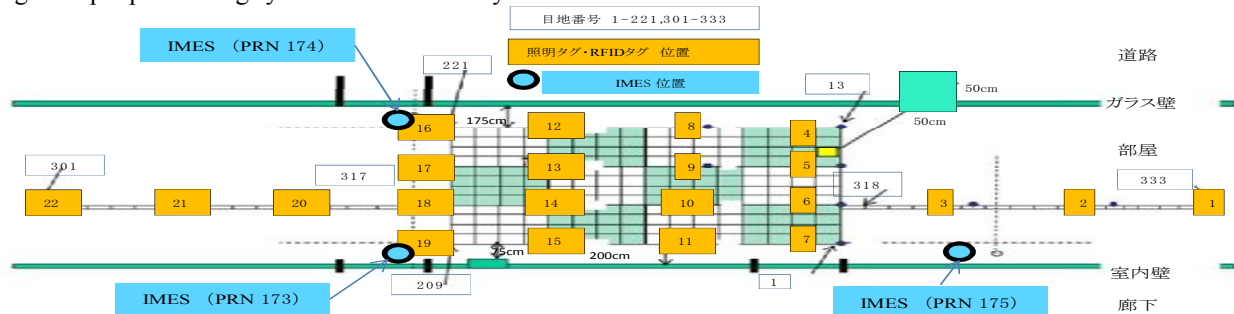 目地番号 1-221,301-333
IMES （PRN 174）
照明タグ・RFIDタグ 位置
道路
221
IMES 位置
13
50cm
ガラス壁
50cm
175cm
16
12
8
4
部屋
301
317
17
13
9
5
318
333
22
21
20
18
14
10
6
3
2
1
19
15
11
7
75cm
200cm
室内壁
209
1
IMES （PRN 173）
IMES （PRN 175）
廊下